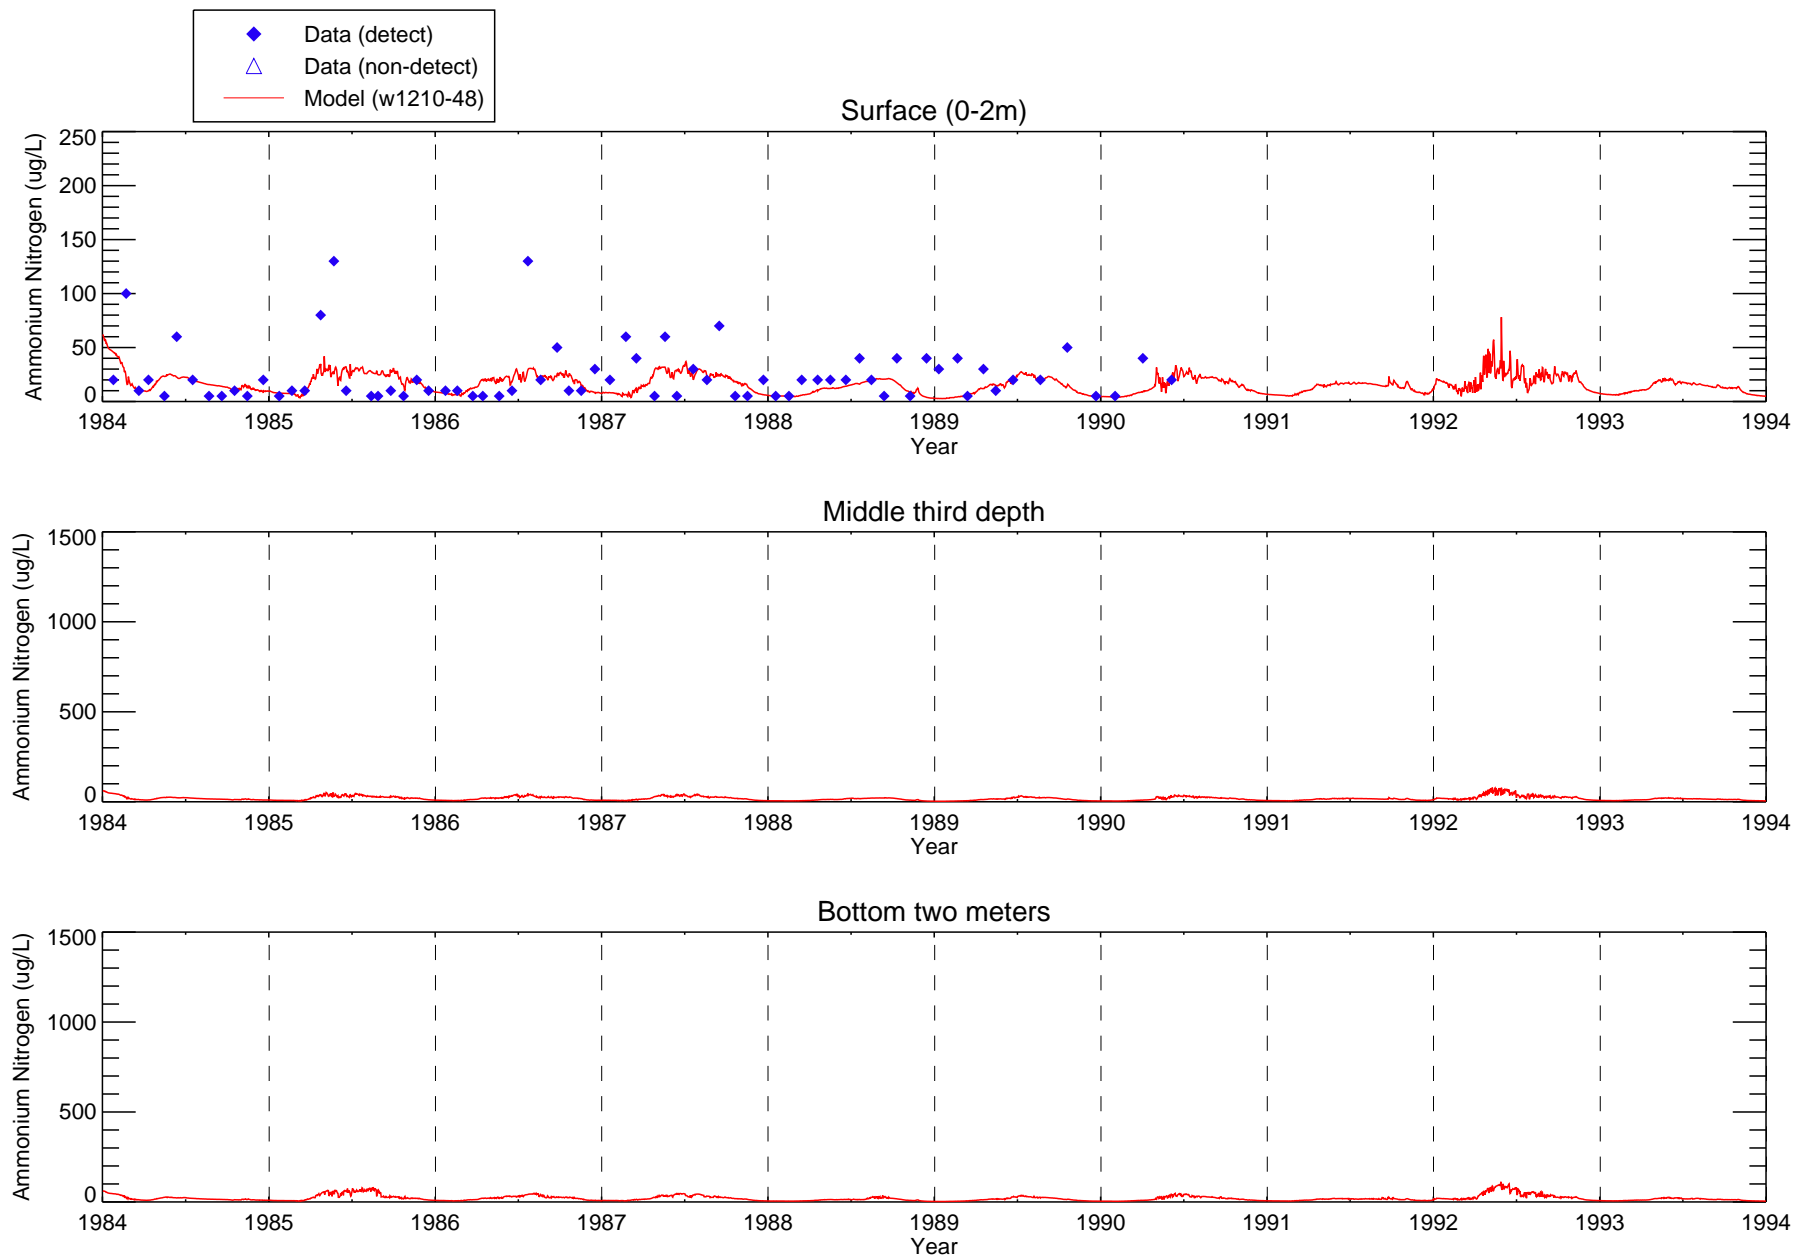 Data (detect)
Data (non-detect)
Model (w1210-48)
Surface (0-2m)
Ammonium Nitrogen (ug/L)
250
200
150
100
50
0
1984 1985 1986 1987 1988 1989 1990 1991 1992 1993 1994
Year
Middle third depth
Ammonium Nitrogen (ug/L)
1500
1000
500
0
1984 1985 1986 1987 1988 1989 1990 1991 1992 1993 1994
Year
Bottom two meters
Ammonium Nitrogen (ug/L)
1500
1000
500
0
1984 1985 1986 1987 1988 1989 1990 1991 1992 1993 1994
Year